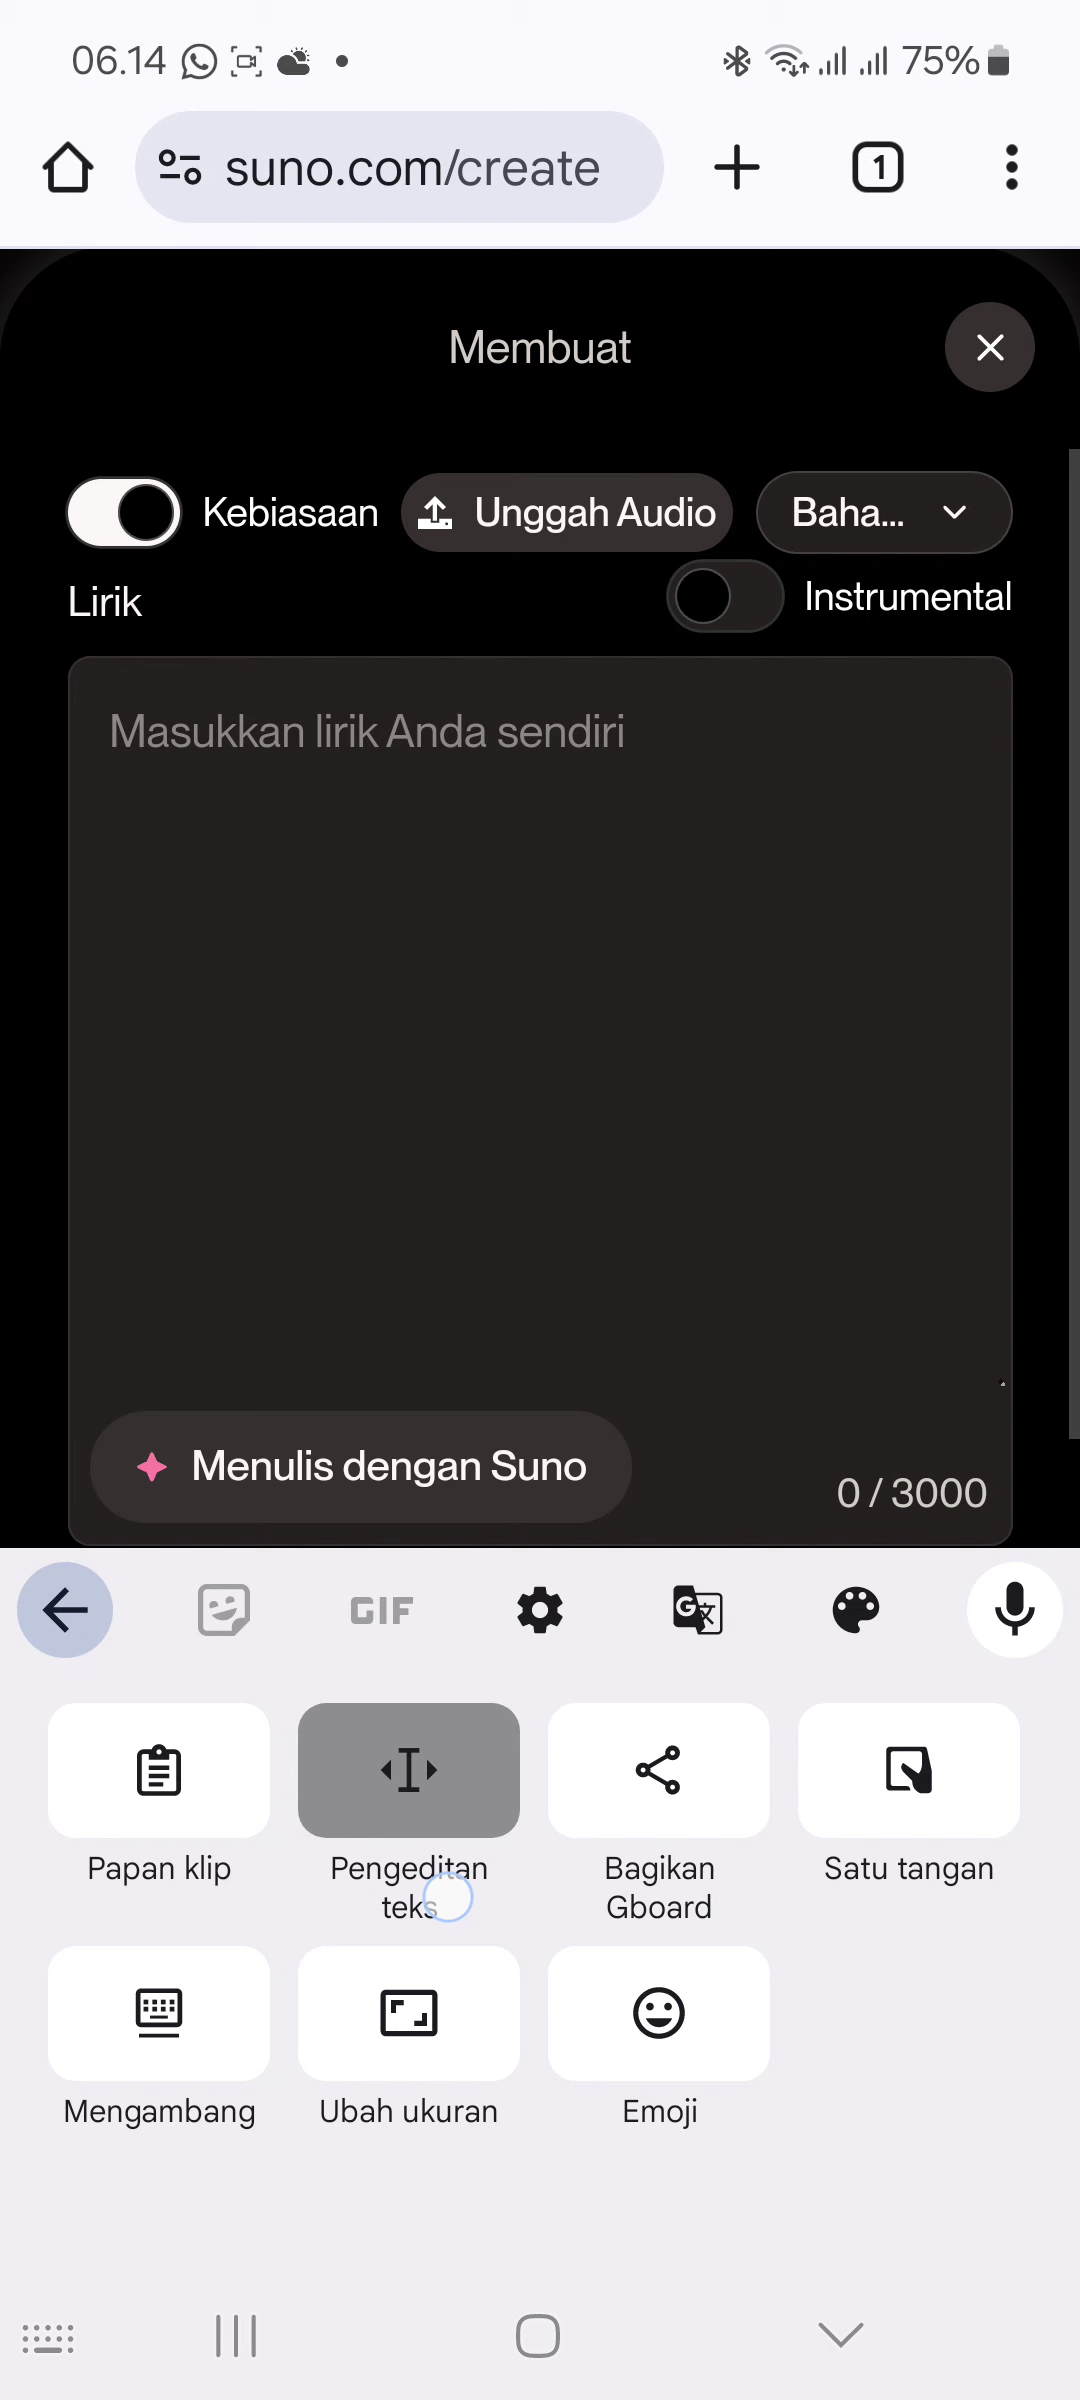 06.14
75%
suno.com/create
1
Membuat
Kebiasaan
Unggah Audio
Baha...
Lirik
Instrumental
Masukkan lirik Anda sendiri
Menulis dengan Suno
0 / 3000
GIF
G 文
Papan klip
Pengeditan
teks
Bagikan
Gboard
Satu tangan
Mengambang
Ubah ukuran
Emoji